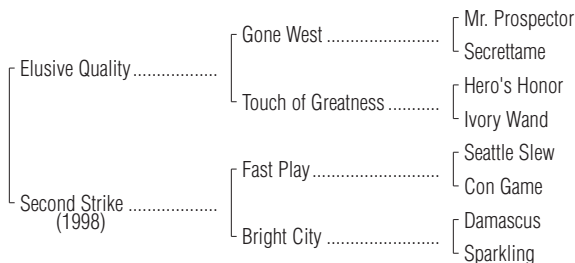 Mr. Prospector
Gone West ..........................
Secrettame
Elusive Quality ..................
Hero's Honor
Touch of Greatness ...........
Ivory Wand
Seattle Slew
Fast Play .............................
Con Game
Second Strike ...................
(1998)
Damascus
Bright City ...........................
Sparkling